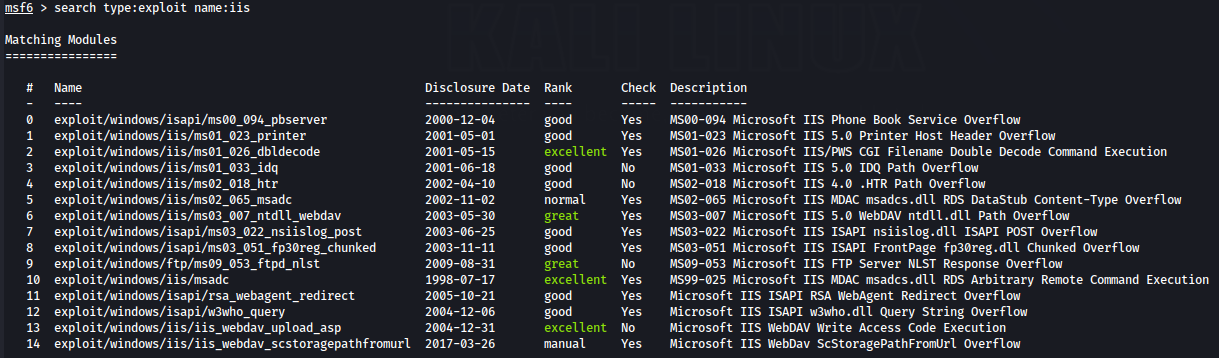 msf6 > search type:exploit name:iis
Matching Modules
================
# Name Disclosure Date Rank Check Description
- ---- --------------- ---- ----- -----------
0 exploit/windows/isapi/ms00_094_pbserver 2000-12-04 good Yes MS00-094 Microsoft IIS Phone Book Service Overflow
1 exploit/windows/iis/ms01_023_printer 2001-05-01 good Yes MS01-023 Microsoft IIS 5.0 Printer Host Header Overflow
2 exploit/windows/iis/ms01_026_dbldecode 2001-05-15 excellent Yes MS01-026 Microsoft IIS/PWS CGI Filename Double Decode Command Execution
3 exploit/windows/iis/ms01_033_idq 2001-06-18 good No MS01-033 Microsoft IIS 5.0 IDQ Path Overflow
4 exploit/windows/iis/ms02_018_htr 2002-04-10 good No MS02-018 Microsoft IIS 4.0 .HTR Path Overflow
5 exploit/windows/iis/ms02_065_msadc 2002-11-02 normal Yes MS02-065 Microsoft IIS MDAC msadcs.dll RDS DataStub Content-Type Overflow
6 exploit/windows/iis/ms03_007_ntdll_webdav 2003-05-30 great Yes MS03-007 Microsoft IIS 5.0 WebDAV ntdll.dll Path Overflow
7 exploit/windows/isapi/ms03_022_nsiislog_post 2003-06-25 good Yes MS03-022 Microsoft IIS ISAPI nsiislog.dll ISAPI POST Overflow
8 exploit/windows/isapi/ms03_051_fp30reg_chunked 2003-11-11 good Yes MS03-051 Microsoft IIS ISAPI FrontPage fp30reg.dll Chunked Overflow
9 exploit/windows/ftp/ms09_053_ftpd_nlst 2009-08-31 great No MS09-053 Microsoft IIS FTP Server NLST Response Overflow
10 exploit/windows/iis/msadc 1998-07-17 excellent Yes MS99-025 Microsoft IIS MDAC msadcs.dll RDS Arbitrary Remote Command Execution
11 exploit/windows/isapi/rsa_webagent_redirect 2005-10-21 good Yes Microsoft IIS ISAPI RSA WebAgent Redirect Overflow
12 exploit/windows/isapi/w3who_query 2004-12-06 good Yes Microsoft IIS ISAPI w3who.dll Query String Overflow
13 exploit/windows/iis/iis_webdav_upload_asp 2004-12-31 excellent No Microsoft IIS WebDAV Write Access Code Execution
14 exploit/windows/iis/iis_webdav_scstoragepathfromurl 2017-03-26 manual Yes Microsoft IIS WebDav ScStoragePathFromUrl Overflow